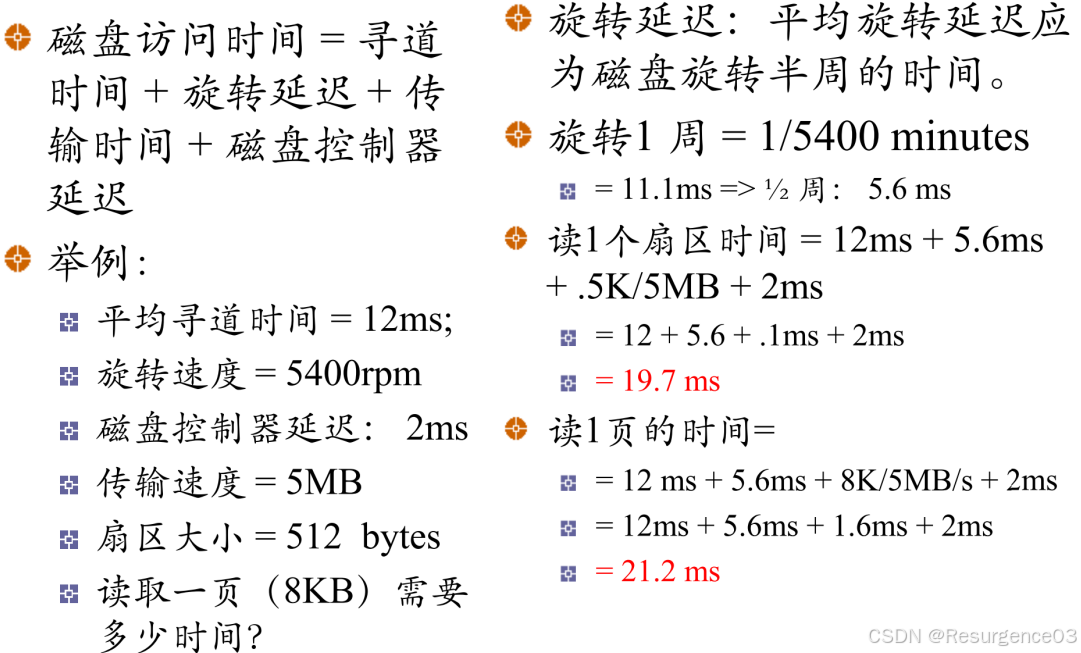 磁盘访问时间 = 寻道
时间 + 旋转延迟 + 传
输时间 + 磁盘控制器
延迟
举例：
平均寻道时间 = 12ms;
旋转速度 = 5400rpm
磁盘控制器延迟： 2ms
传输速度 = 5MB
扇区大小 = 512 bytes
读取一页（8KB）需要
多少时间？
旋转延迟： 平均旋转延迟应
为磁盘旋转半周的时间。
旋转1 周 = 1/5400 minutes
= 11.1ms => ½ 周： 5.6 ms
读1个扇区时间 = 12ms + 5.6ms
+ .5K/5MB + 2ms
= 12 + 5.6 + .1ms + 2ms
= 19.7 ms
读1页的时间=
= 12 ms + 5.6ms + 8K/5MB/s + 2ms
= 12ms + 5.6ms + 1.6ms + 2ms
= 21.2 ms
CSDN @Resurgence03